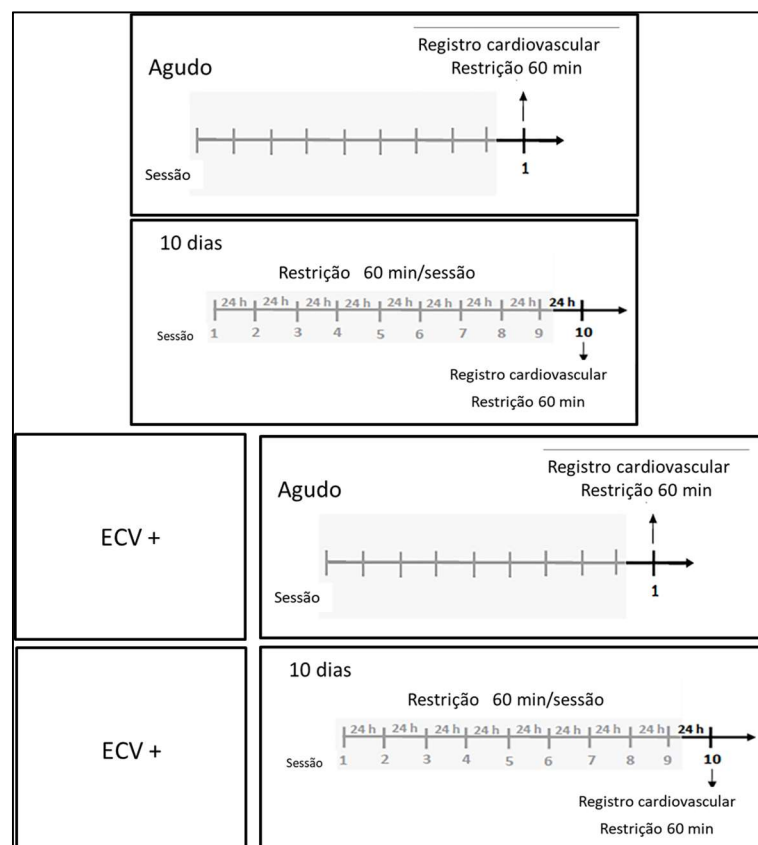 Registro cardiovascular
Agudo
Restrição 60 min
Sessão
1
10 dias
Restrição 60 min/sessão
24 h 24 h 24 h 24 h 24 h 24 h 24 h 24 h 24 h
Sessão 1 2 3 4 5 6 7 8 9 10
Registro cardiovascular
Restrição 60 min
ECV +
Registro cardiovascular
Agudo
Restrição 60 min
Sessão
1
ECV +
10 dias
Restrição 60 min/sessão
24 h 24 h 24 h 24 h 24 h 24 h 24 h 24 h 24 h
Sessão 1 2 3 4 5 6 7 8 9 10
Registro cardiovascular
Restrição 60 min